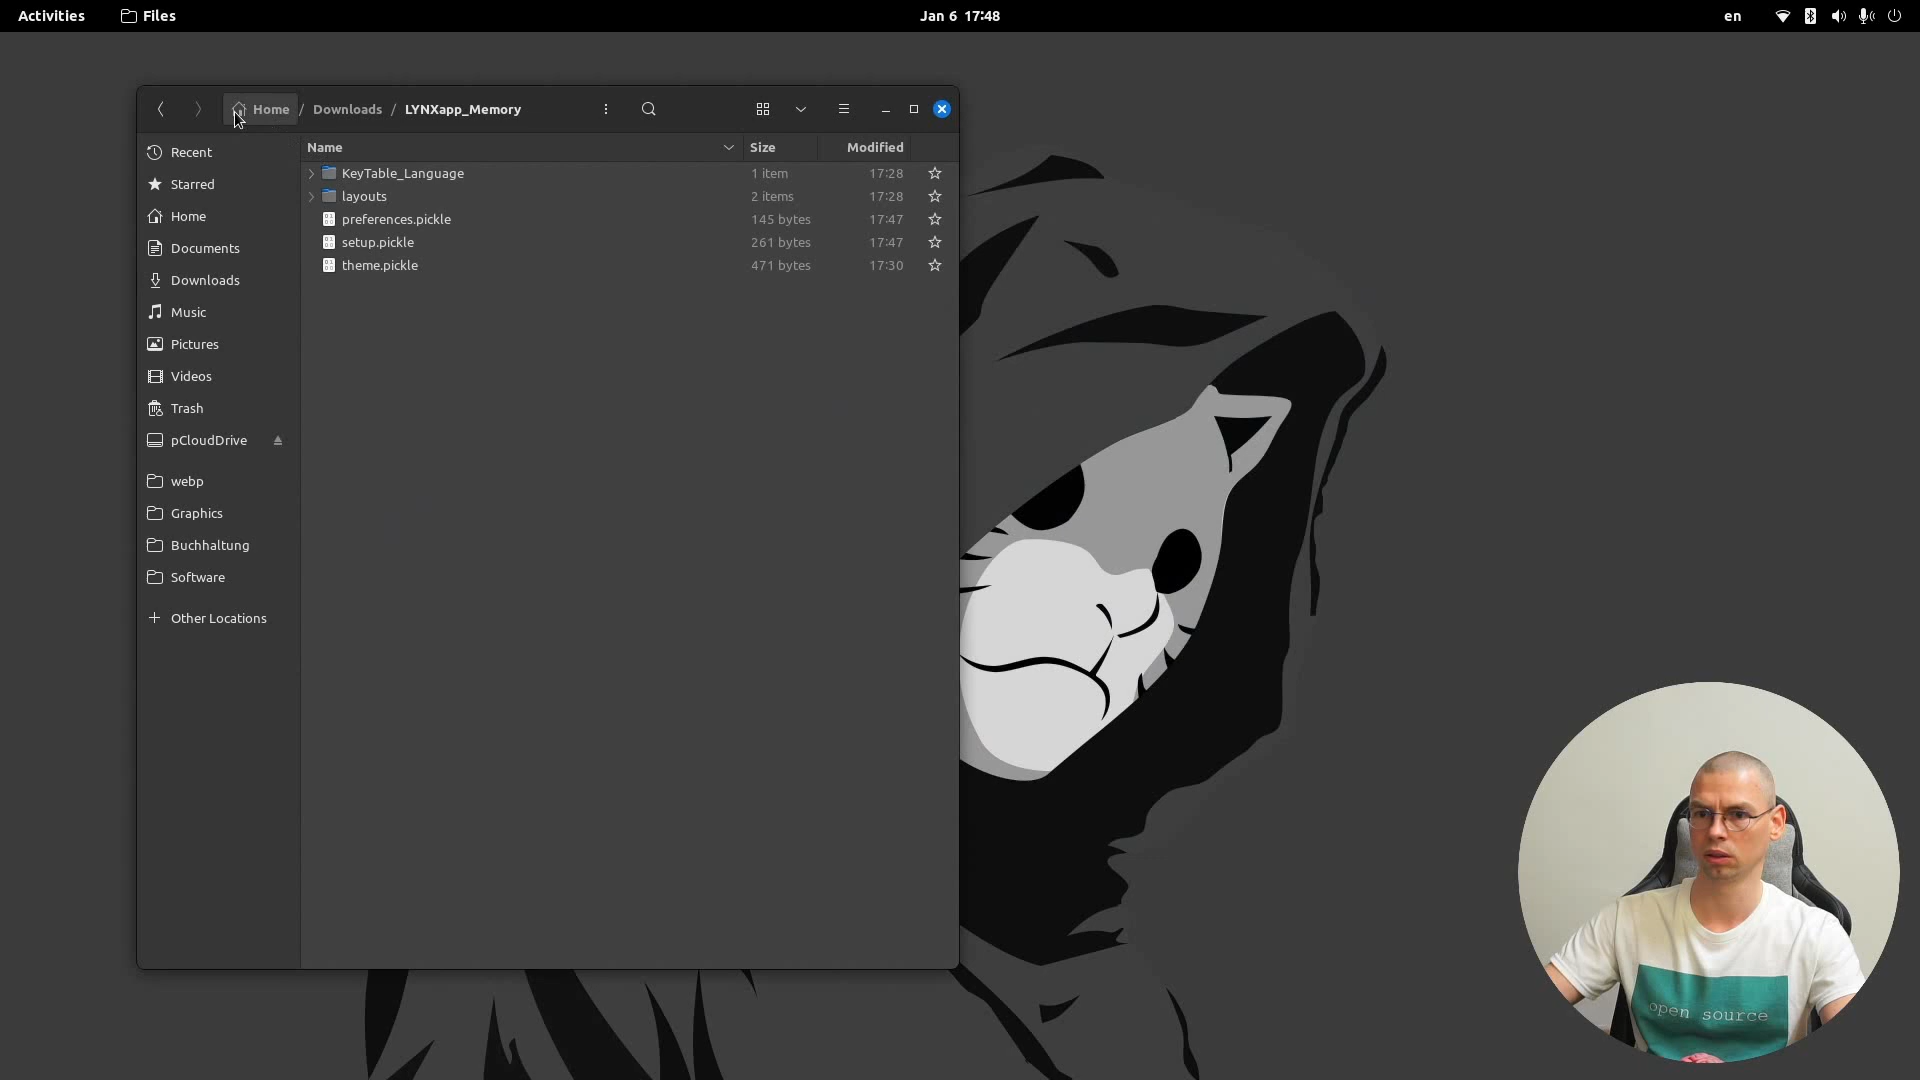 Activities Files Jan 6 17:48 en
Home / Downloads / LYNXapp_Memory
Recent
Starred
Home
Documents
Downloads
Music
Pictures
Videos
Trash
pCloudDrive
webp
Graphics
Buchhaltung
Software
Other Locations
Name Size Modified
KeyTable_Language 1 item 17:28
layouts 2 items 17:28
preferences.pickle 145 bytes 17:47
setup.pickle 261 bytes 17:47
theme.pickle 471 bytes 17:30
open source